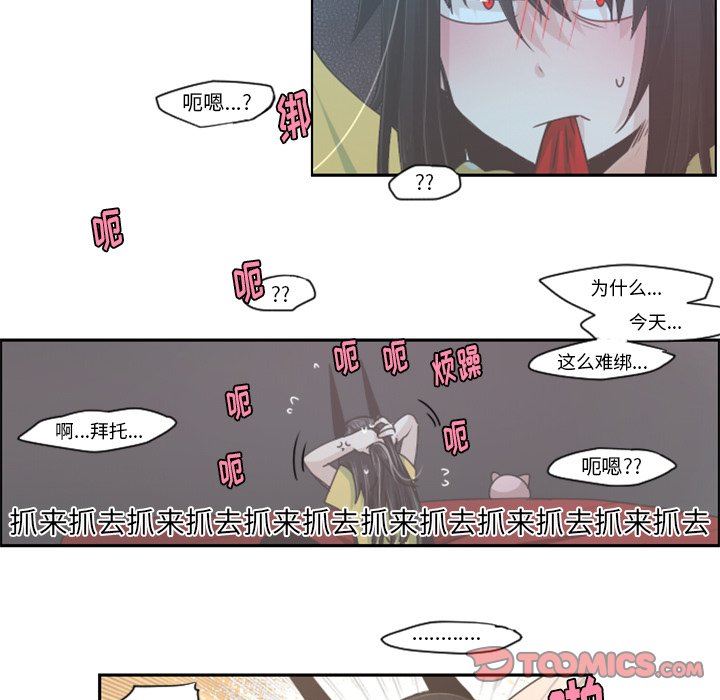 呃嗯...?
绑
??
呃
呃
??
为什么...
今天...
这么难绑...
呃
呃
烦躁
呃
啊...拜托...
呃
呃
呃嗯??
抓来抓去抓来抓去抓来抓去抓来抓去抓来抓去抓来抓去
............
TOOMICS.COM